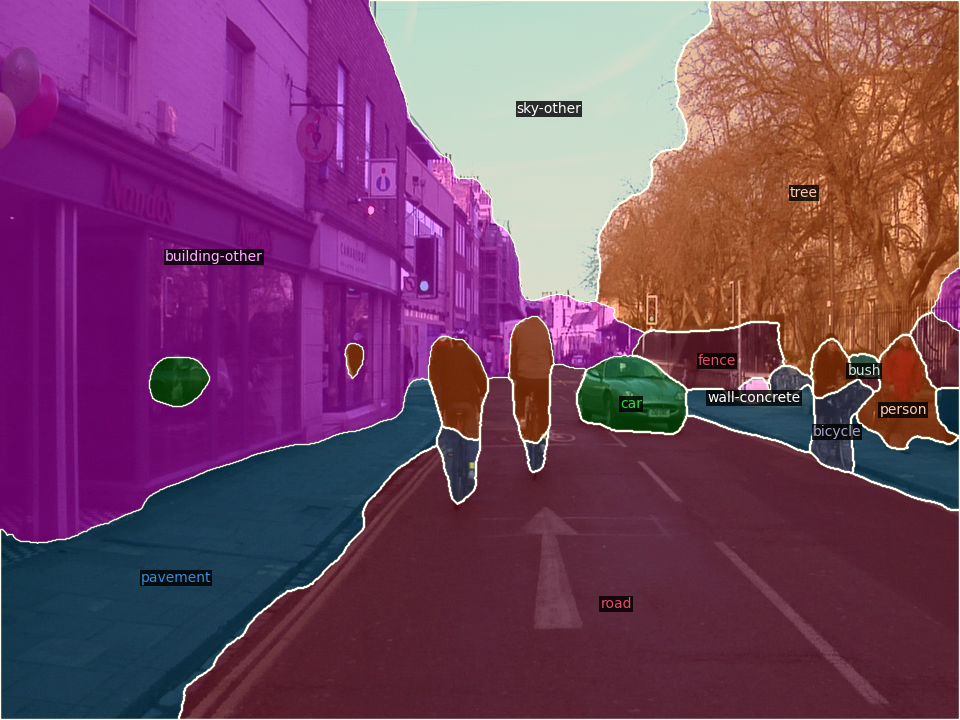 sky-other
tree
Nando's
building-other
fence
bush
wall-concrete
car
person
bicycle
pavement
road